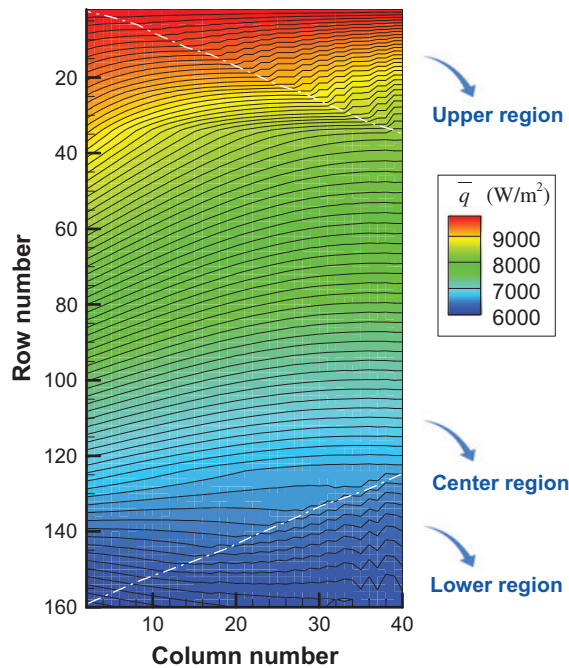 20
40
60
80
100
120
140
160
Row number
10
20
30
40
Column number
Upper region
q̅ (W/m²)
9000
8000
7000
6000
Center region
Lower region